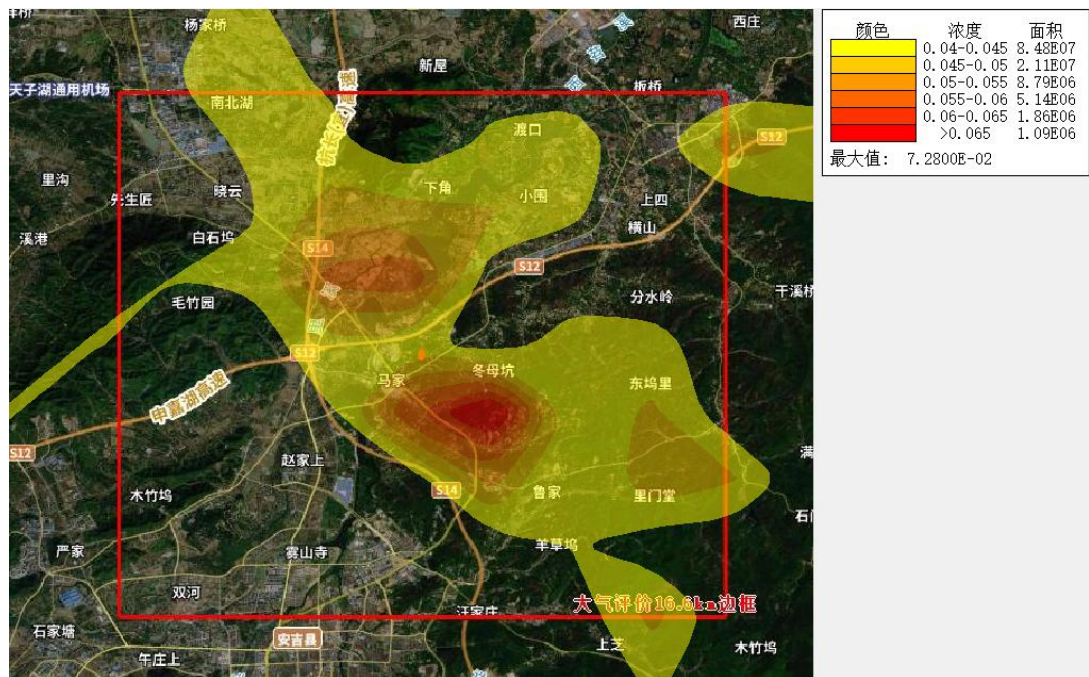 杨家桥
西庄
新屋
天子湖通用机场
板桥
南北湖
S12
渡口
里沟
下角
先生匠
晓云
小围
上四
溪港
白石坞
横山
S14
S12
毛竹园
分水岭
干溪桥
S12
马家
冬母坑
东坞里
申嘉湖高速
S12
赵家上
木竹坞
S14
鲁家
里门堂
羊草坞
严家
雾山寺
双河
大气评价16.6km边框
汪家庄
石家塘
安吉县
上芝
木竹坞
午庄上
颜色 浓度 面积
0.04-0.045 8.48E07
0.045-0.05 2.11E07
0.05-0.055 8.79E06
0.055-0.06 5.14E06
0.06-0.065 1.86E06
>0.065 1.09E06
最大值: 7.2800E-02